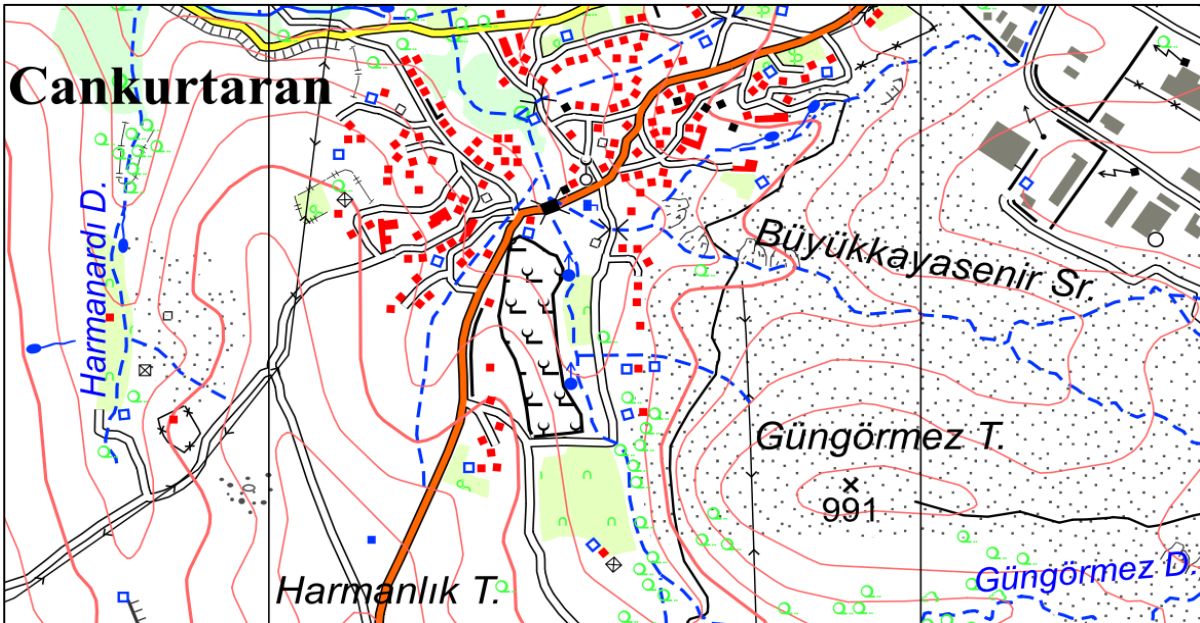 Cankurtaran
Harmanardı D.
Büyükkayasenir Sr.
Güngörmez T.
991
Güngörmez D.
Harmanlık T.